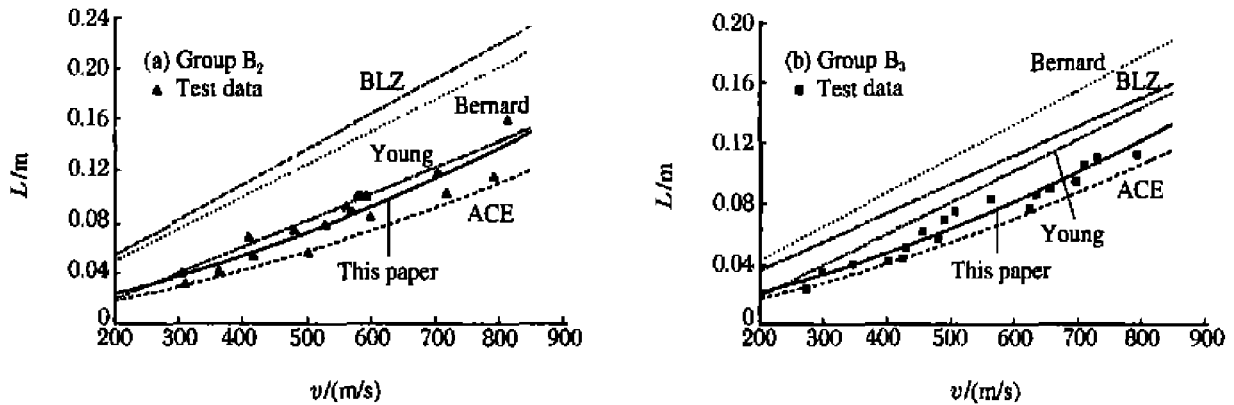 0.24
0.20
0.16
0.12
0.08
0.04
0
L/m
(a) Group B₂
▲ Test data
BLZ
Bernard
Young
ACE
This paper
200 300 400 500 600 700 800 900
v/(m/s)
0.20
0.16
0.12
0.08
0.04
0
L/m
(b) Group B₃
■ Test data
Bernard
BLZ
ACE
Young
This paper
200 300 400 500 600 700 800 900
v/(m/s)